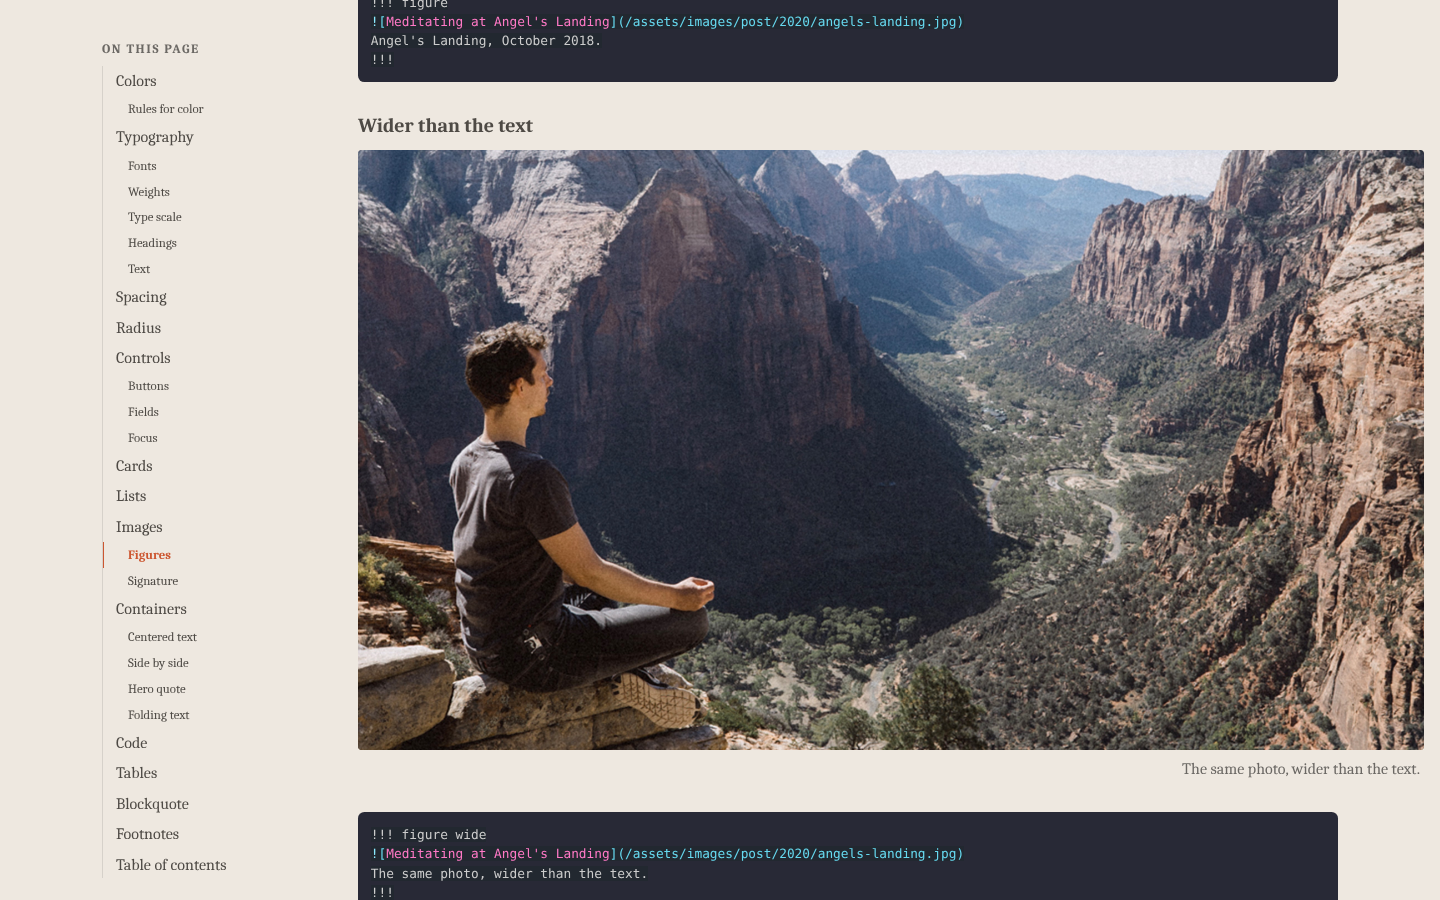 ON THIS PAGE
Colors
Rules for color
Typography
Fonts
Weights
Type scale
Headings
Text
Spacing
Radius
Controls
Buttons
Fields
Focus
Cards
Lists
Images
Figures
Signature
Containers
Centered text
Side by side
Hero quote
Folding text
Code
Tables
Blockquote
Footnotes
Table of contents
!!! figure
![Meditating at Angel's Landing](/assets/images/post/2020/angels-landing.jpg)
Angel's Landing, October 2018.
!!!
Wider than the text
The same photo, wider than the text.
!!! figure wide
![Meditating at Angel's Landing](/assets/images/post/2020/angels-landing.jpg)
The same photo, wider than the text.
!!!